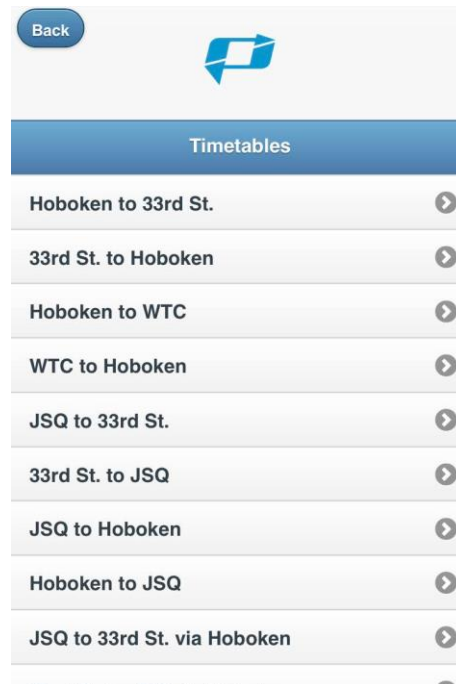 Back
Timetables
Hoboken to 33rd St.
33rd St. to Hoboken
Hoboken to WTC
WTC to Hoboken
JSQ to 33rd St.
33rd St. to JSQ
JSQ to Hoboken
Hoboken to JSQ
JSQ to 33rd St. via Hoboken